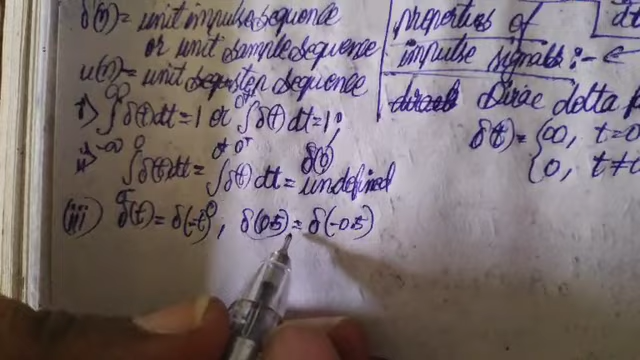 δ(n) = unit impulse sequence
or unit sample sequence
u(n) = unit step sequence
i) ∫δ(t)dt = 1 or ∫δ(t)dt = 1,
ii) ∫δ(t)dt = ∫δ(t)dt = undefined
δ(0)
(iii) δ(t) = δ(-t), δ(0.5) = δ(-0.5)
properties of
impulse signals :-
Dirac delta f
δ(t) = {∞, t=0
{0, t≠0